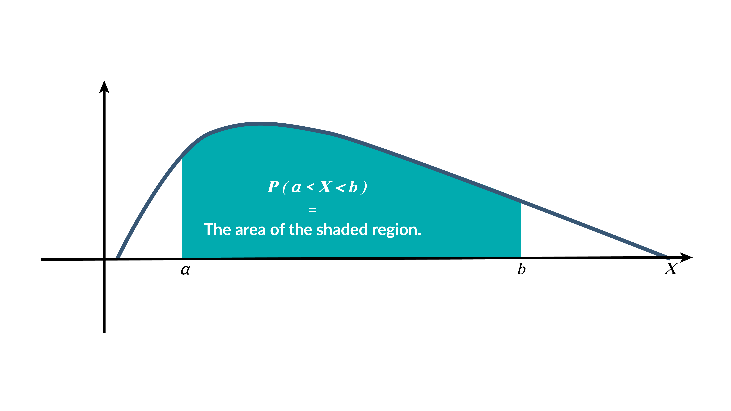 P ( a < X < b )
=
The area of the shaded region.
a
b
X